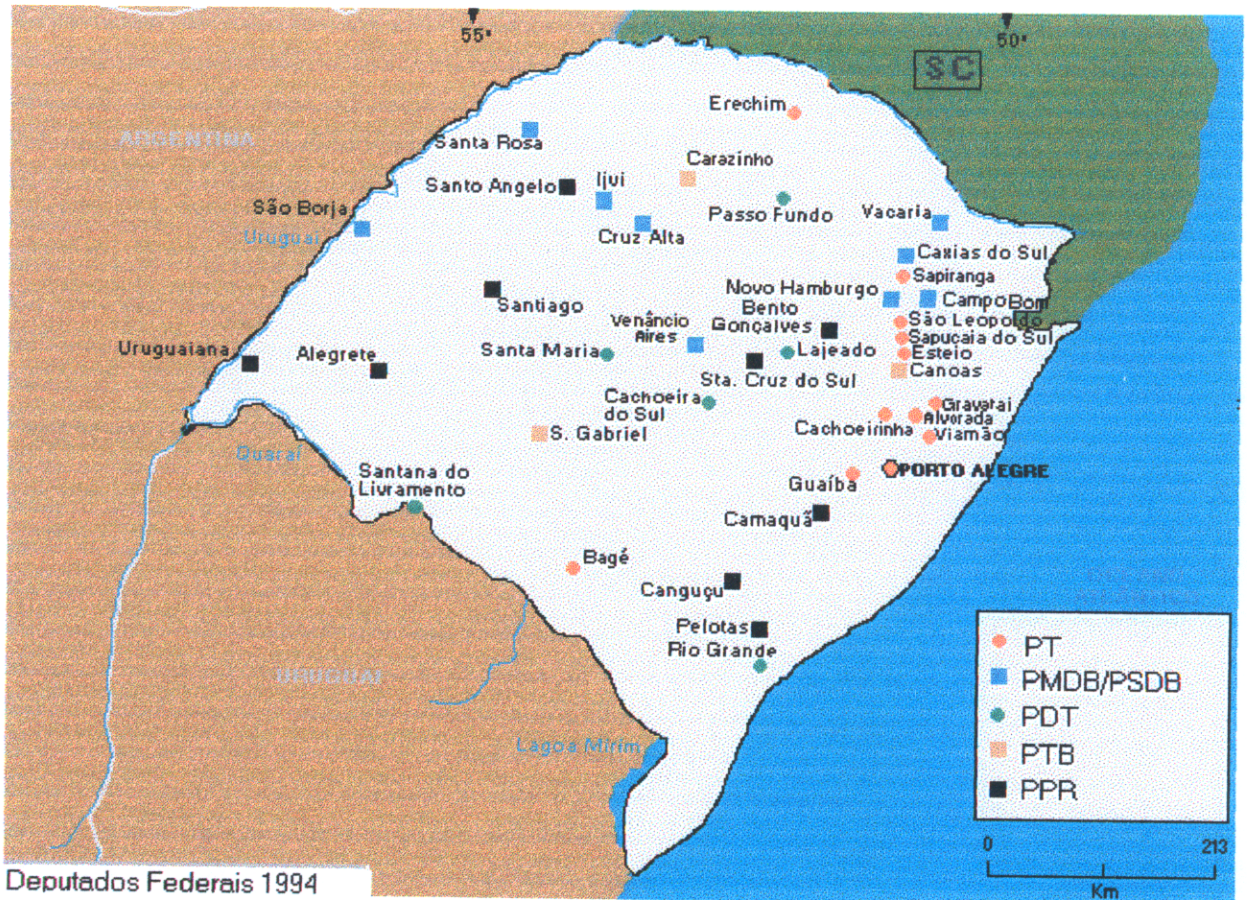 55°
50°
SC
ARGENTINA
Erechim
Santa Rosa
Carazinho
Santo Angelo
Ijui
Passo Fundo
São Borja
Uruguai
Cruz Alta
Vacaria
Caxias do Sul
Sapiranga
Santiago
Novo Hamburgo
Campo Bom
Bento
Gonçalves
Venâncio
Aires
São Leopoldo
Sapucaia do Sul
Uruguaiana
Alegrete
Santa Maria
Lajeado
Esteio
Canoas
Sta. Cruz do Sul
Cachoeira
do Sul
Gravatai
Cachoeirinha
Alvorada
S. Gabriel
Viamão
Quarai
PORTO ALEGRE
Santana do
Livramento
Guaíba
Camaquã
Bagé
Canguçu
Pelotas
Rio Grande
URUGUAI
Lagoa Mirim
PT
PMDB/PSDB
PDT
PTB
PPR
0 213
Km
Deputados Federais 1994